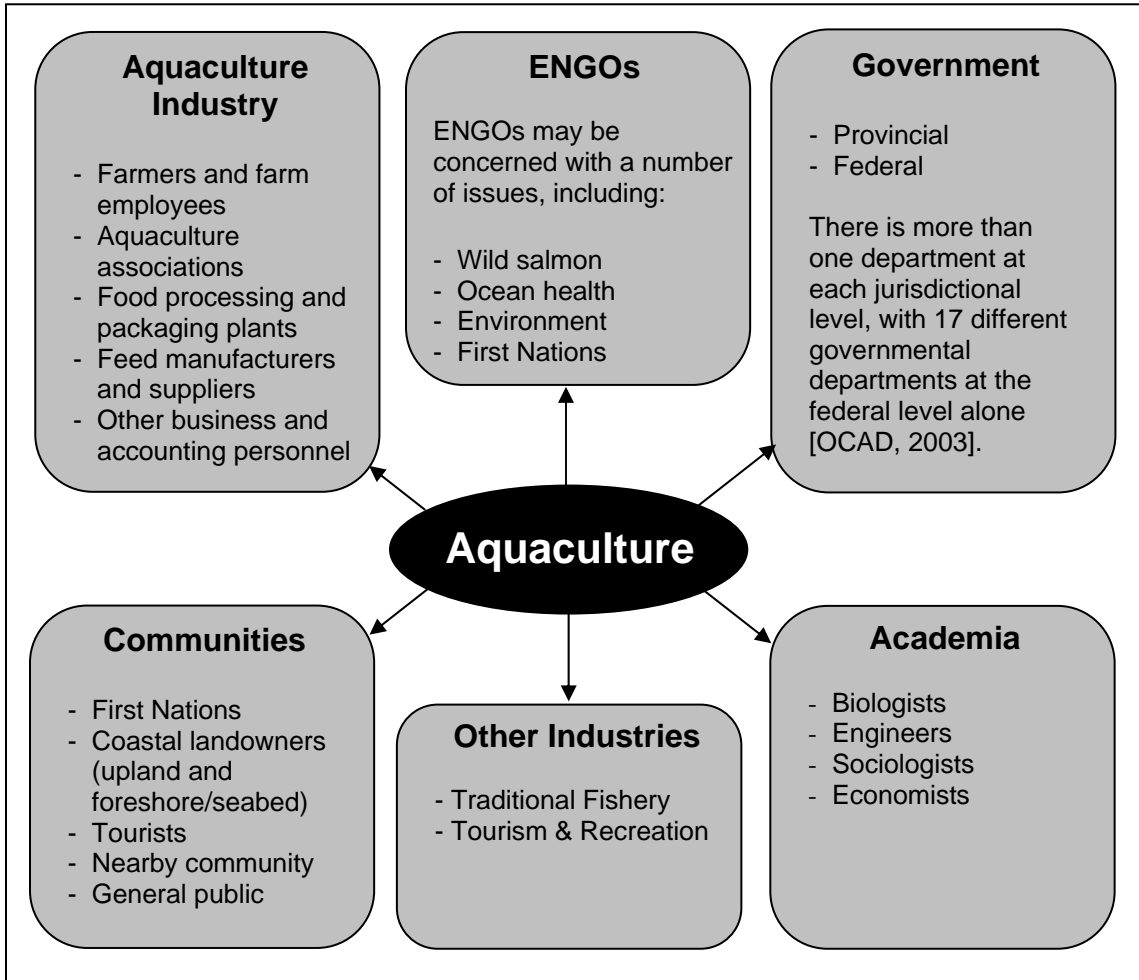 Aquaculture
Industry
- Farmers and farm
employees
- Aquaculture
associations
- Food processing and
packaging plants
- Feed manufacturers
and suppliers
- Other business and
accounting personnel
ENGOs
ENGOs may be
concerned with a number
of issues, including:
- Wild salmon
- Ocean health
- Environment
- First Nations
Government
- Provincial
- Federal
There is more than
one department at
each jurisdictional
level, with 17 different
governmental
departments at the
federal level alone
[OCAD, 2003].
Aquaculture
Communities
- First Nations
- Coastal landowners
(upland and
foreshore/seabed)
- Tourists
- Nearby community
- General public
Other Industries
- Traditional Fishery
- Tourism & Recreation
Academia
- Biologists
- Engineers
- Sociologists
- Economists